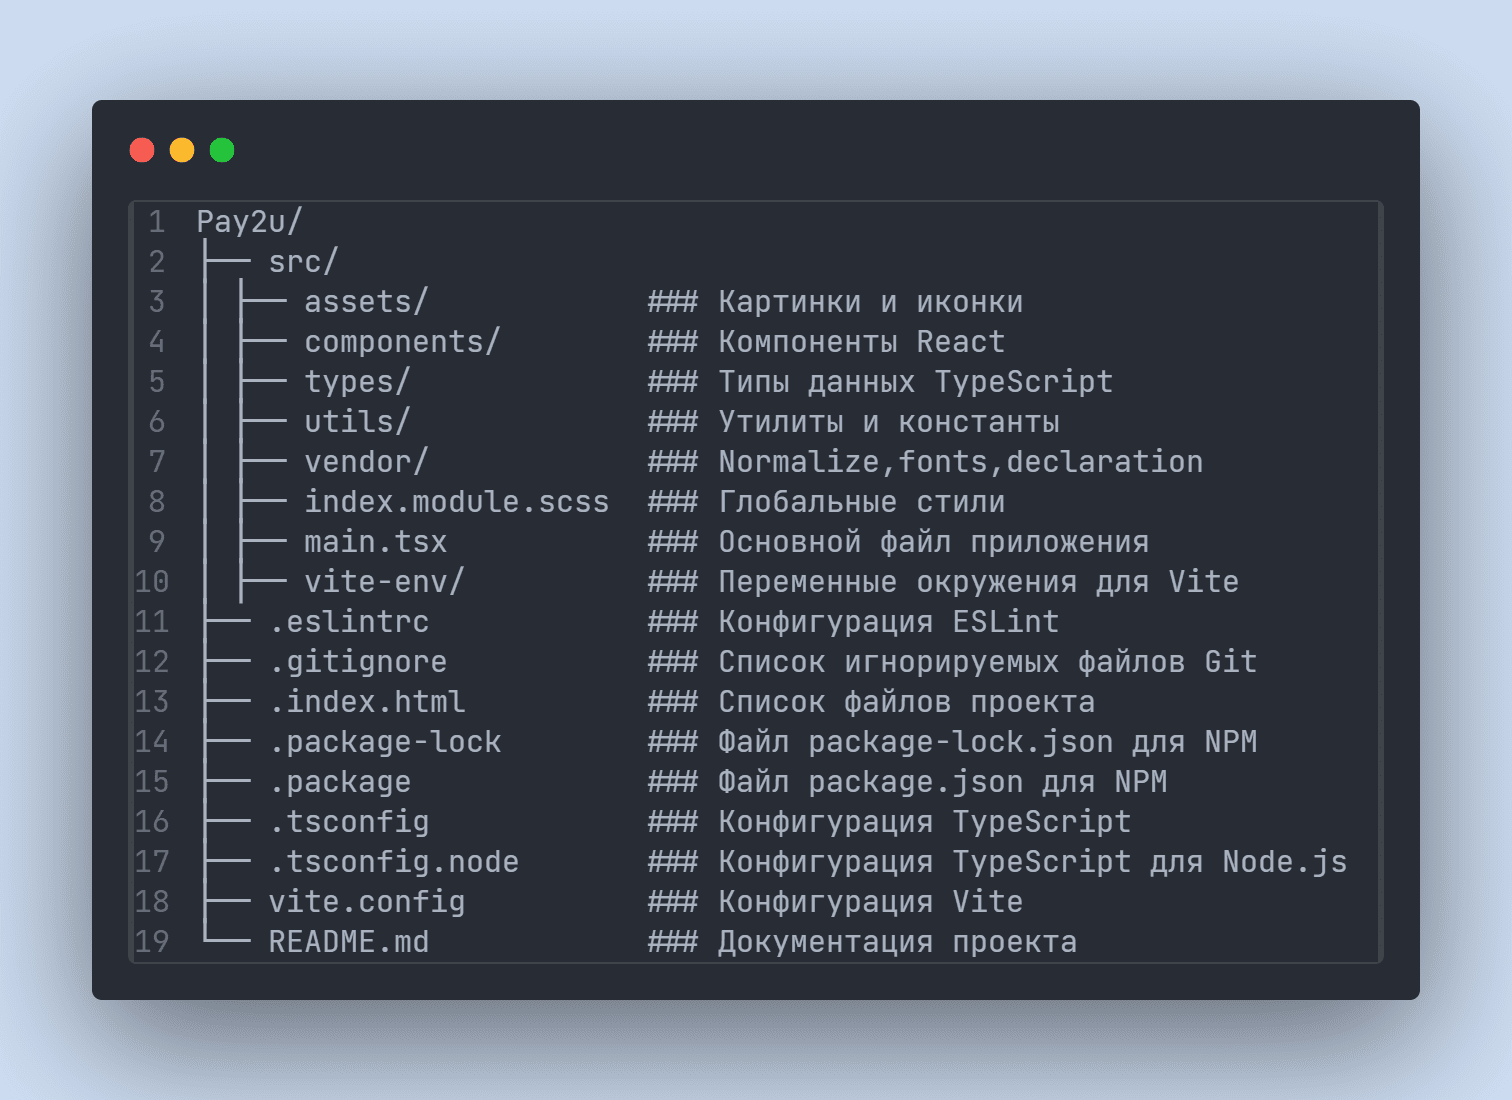 1 Pay2u/
2 ├── src/
3 │ ├── assets/ ### Картинки и иконки
4 │ ├── components/ ### Компоненты React
5 │ ├── types/ ### Типы данных TypeScript
6 │ ├── utils/ ### Утилиты и константы
7 │ ├── vendor/ ### Normalize,fonts,declaration
8 │ ├── index.module.scss ### Глобальные стили
9 │ ├── main.tsx ### Основной файл приложения
10 │ ├── vite-env/ ### Переменные окружения для Vite
11 ├── .eslintrc ### Конфигурация ESLint
12 ├── .gitignore ### Список игнорируемых файлов Git
13 ├── .index.html ### Список файлов проекта
14 ├── .package-lock ### Файл package-lock.json для NPM
15 ├── .package ### Файл package.json для NPM
16 ├── .tsconfig ### Конфигурация TypeScript
17 ├── .tsconfig.node ### Конфигурация TypeScript для Node.js
18 ├── vite.config ### Конфигурация Vite
19 └── README.md ### Документация проекта